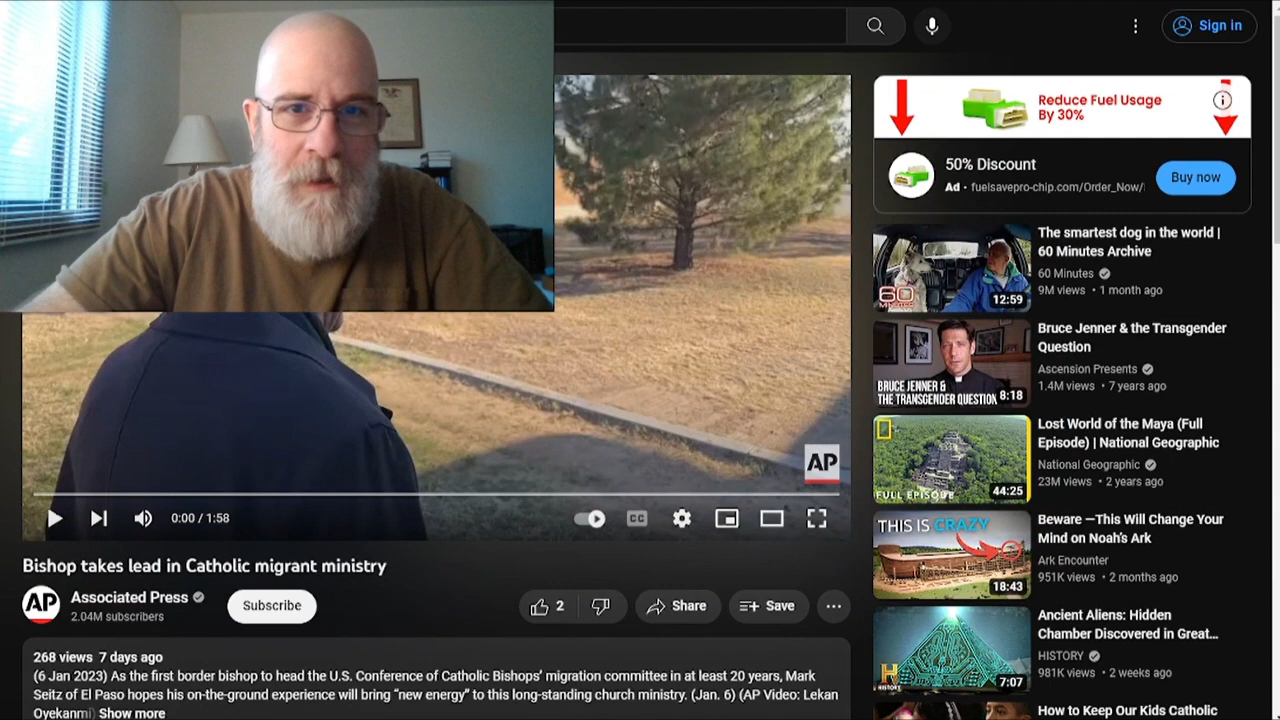 Sign in
Reduce Fuel Usage
By 30%
50% Discount
Ad • fuelsavepro-chip.com/Order_Now/
Buy now
The smartest dog in the world |
60 Minutes Archive
60 Minutes
9M views • 1 month ago
60
MINUTES
12:59
Bruce Jenner & the Transgender
Question
Ascension Presents
1.4M views • 7 years ago
BRUCE JENNER &
THE TRANSGENDER QUESTION
8:18
Lost World of the Maya (Full
Episode) | National Geographic
National Geographic
23M views • 2 years ago
FULL EPISODE
44:25
Beware —This Will Change Your
Mind on Noah's Ark
Ark Encounter
951K views • 2 months ago
THIS IS CRAZY
18:43
Ancient Aliens: Hidden
Chamber Discovered in Great...
HISTORY
981K views • 2 weeks ago
H
HISTORY
7:07
How to Keep Our Kids Catholic
AP
0:00 / 1:58
CC
Bishop takes lead in Catholic migrant ministry
AP
Associated Press
2.04M subscribers
Subscribe
2
Share
Save
268 views 7 days ago
(6 Jan 2023) As the first border bishop to head the U.S. Conference of Catholic Bishops' migration committee in at least 20 years, Mark
Seitz of El Paso hopes his on-the-ground experience will bring “new energy” to this long-standing church ministry. (Jan. 6) (AP Video: Lekan
Oyekanmi) Show more